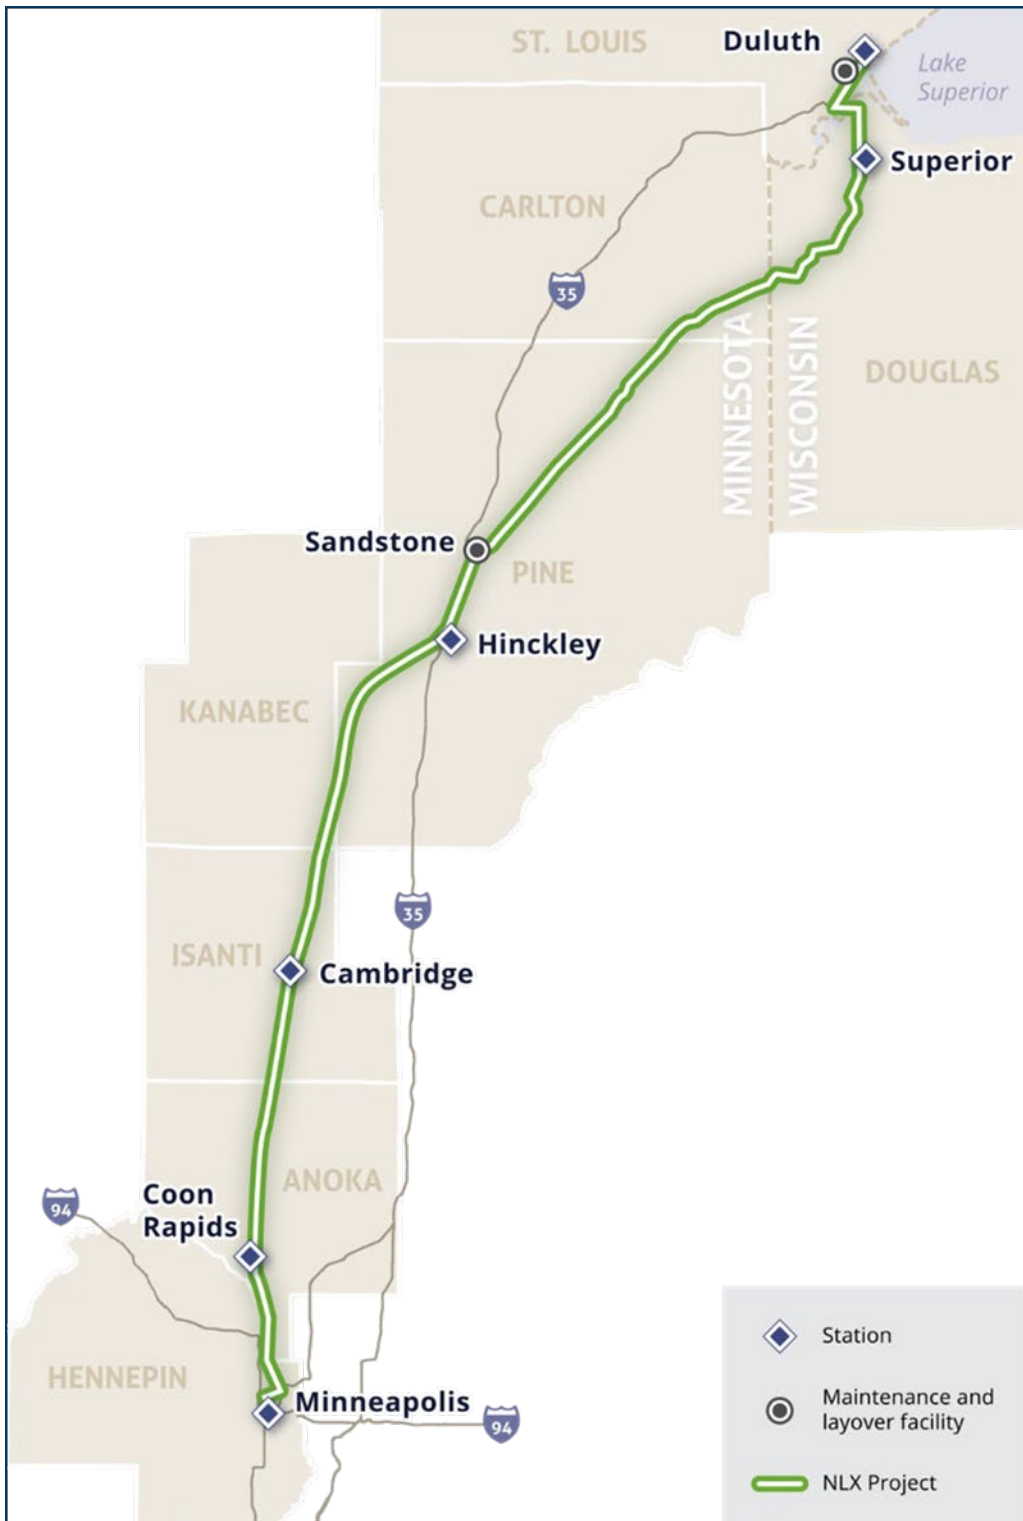 ST. LOUIS
Duluth
Lake
Superior
Superior
CARLTON
35
MINNESOTA
WISCONSIN
DOUGLAS
Sandstone
PINE
Hinckley
KANABEC
35
ISANTI
Cambridge
ANOKA
Coon
Rapids
94
HENNEPIN
Minneapolis
94
Station
Maintenance and
layover facility
NLX Project